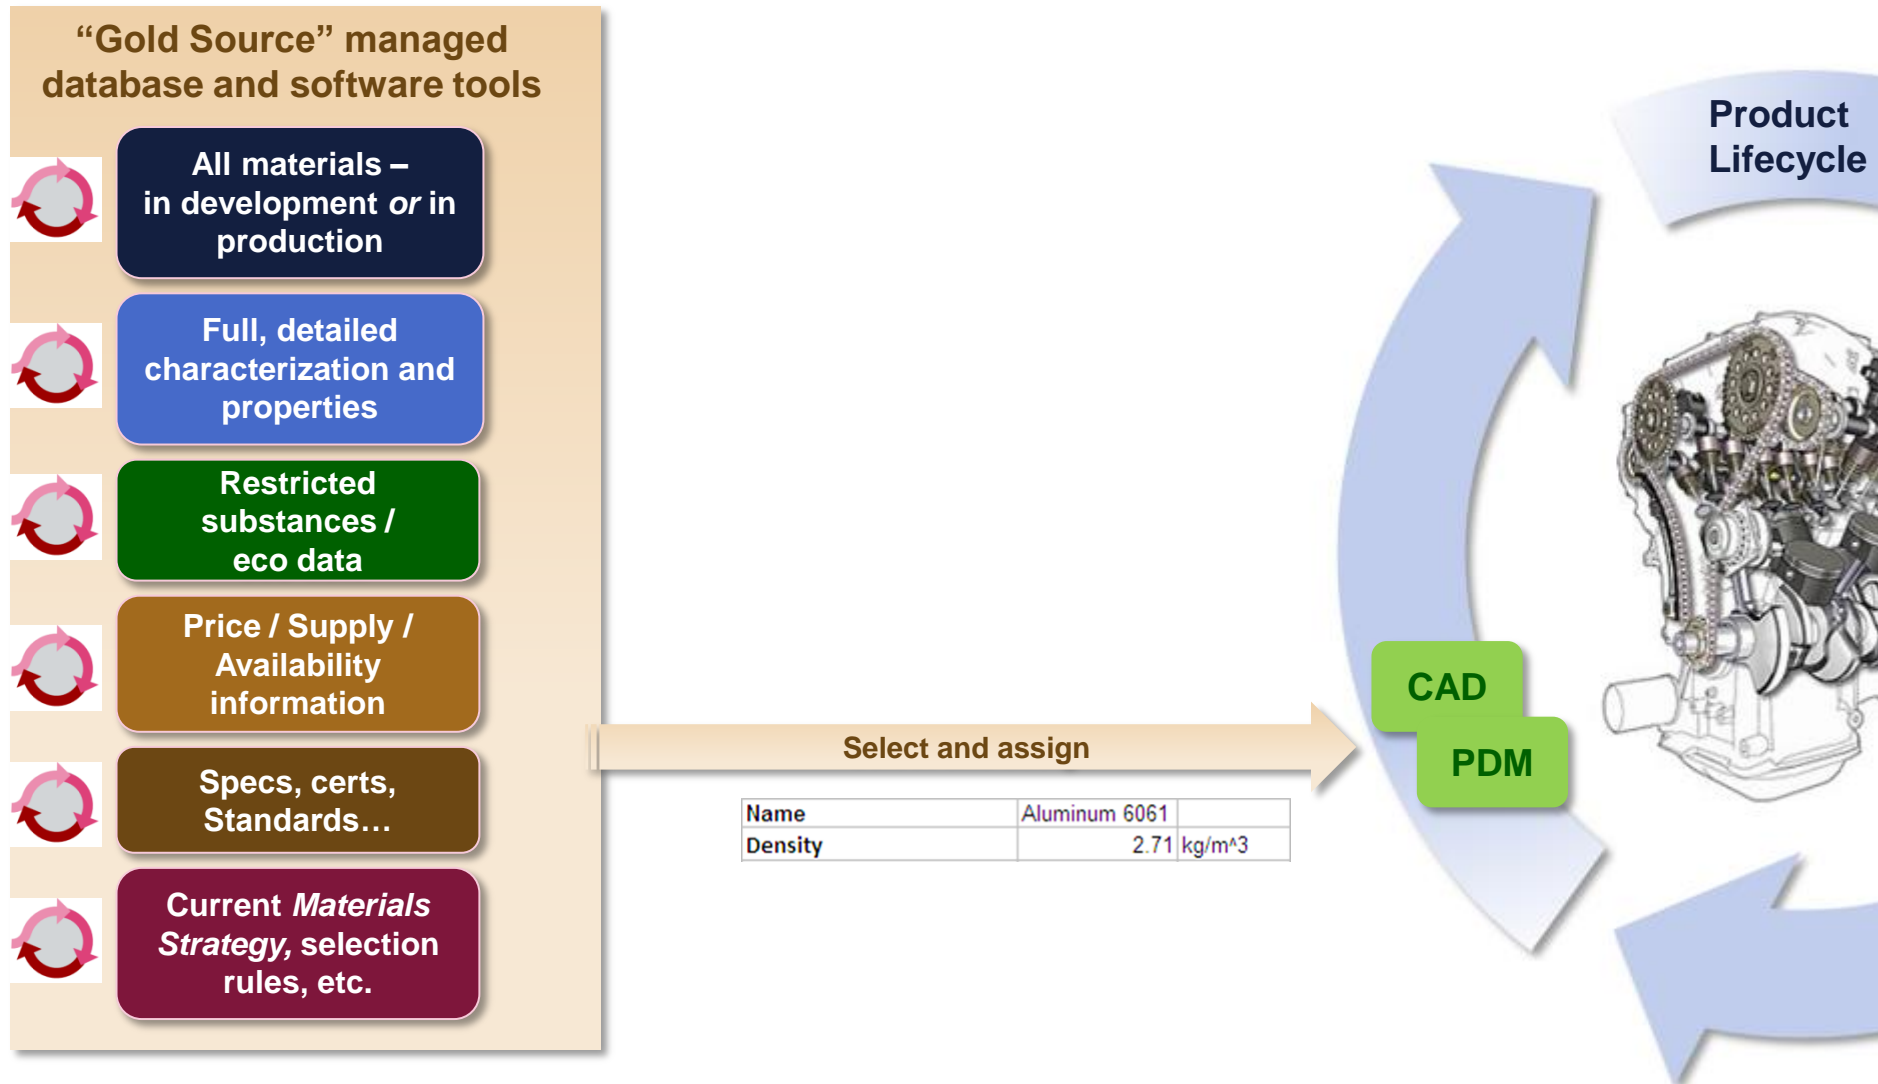 “Gold Source” managed
database and software tools
All materials –
in development or in
production
Full, detailed
characterization and
properties
Restricted
substances /
eco data
Price / Supply /
Availability
information
Specs, certs,
Standards…
Current Materials
Strategy, selection
rules, etc.
Select and assign
Name Aluminum 6061
Density 2.71 kg/m^3
Product
Lifecycle
CAD
PDM